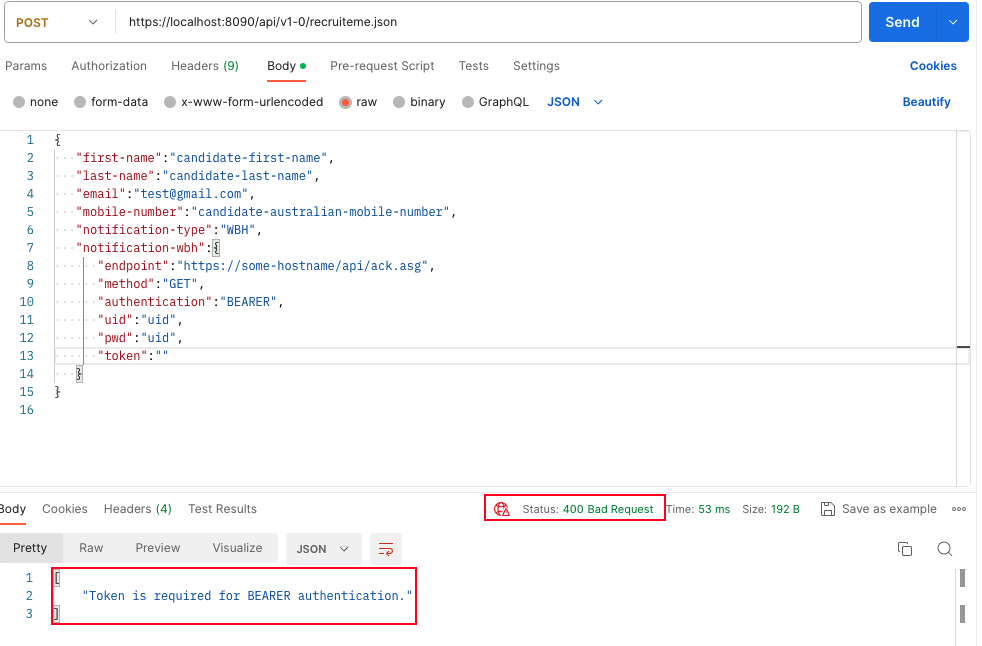 POST https://localhost:8090/api/v1-0/recruiteme.json Send
Params Authorization Headers (9) Body Pre-request Script Tests Settings Cookies
none form-data x-www-form-urlencoded raw binary GraphQL JSON Beautify
1 {
2 "first-name":"candidate-first-name",
3 "last-name":"candidate-last-name",
4 "email":"test@gmail.com",
5 "mobile-number":"candidate-australian-mobile-number",
6 "notification-type":"WBH",
7 "notification-wbh":{
8 "endpoint":"https://some-hostname/api/ack.asg",
9 "method":"GET",
10 "authentication":"BEARER",
11 "uid":"uid",
12 "pwd":"uid",
13 "token":""
14 }
15 }
16
Body Cookies Headers (4) Test Results Status: 400 Bad Request Time: 53 ms Size: 192 B Save as example
Pretty Raw Preview Visualize JSON
1 [
2 "Token is required for BEARER authentication."
3 ]